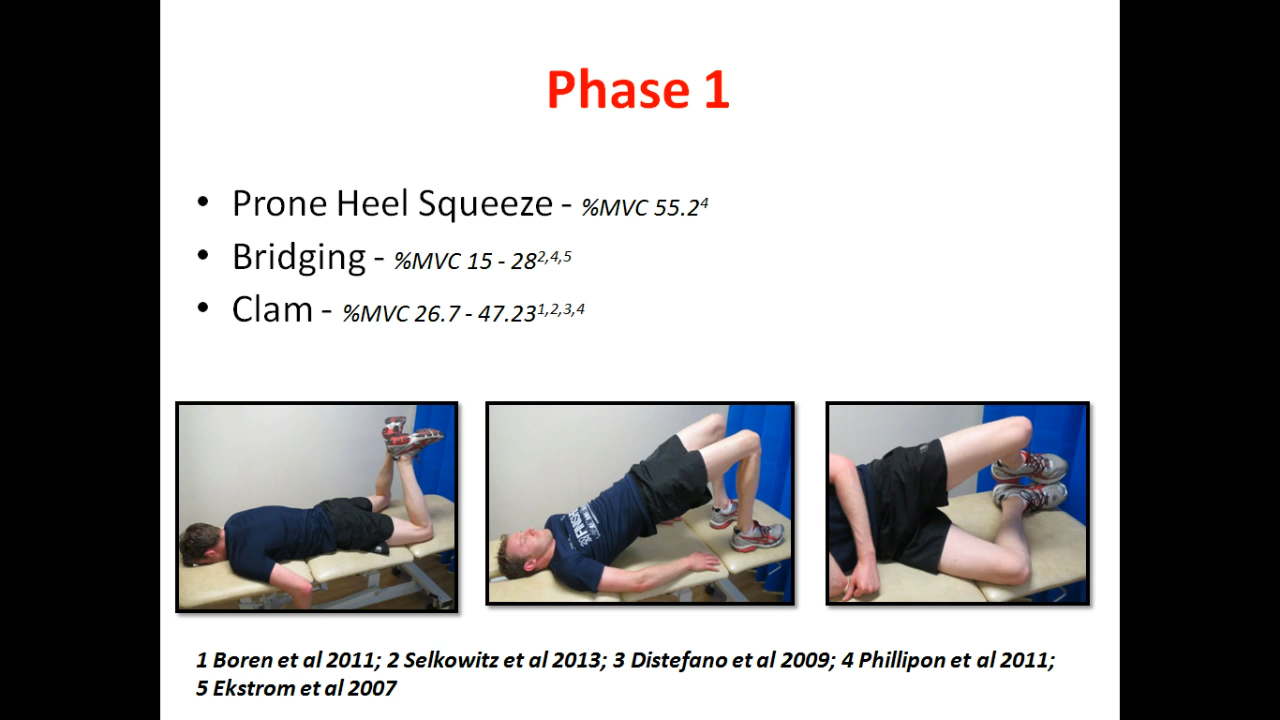 Phase 1
• Prone Heel Squeeze - %MVC 55.2⁴
• Bridging - %MVC 15 - 28²,⁴,⁵
• Clam - %MVC 26.7 - 47.23¹,²,³,⁴
1 Boren et al 2011; 2 Selkowitz et al 2013; 3 Distefano et al 2009; 4 Phillipon et al 2011;
5 Ekstrom et al 2007